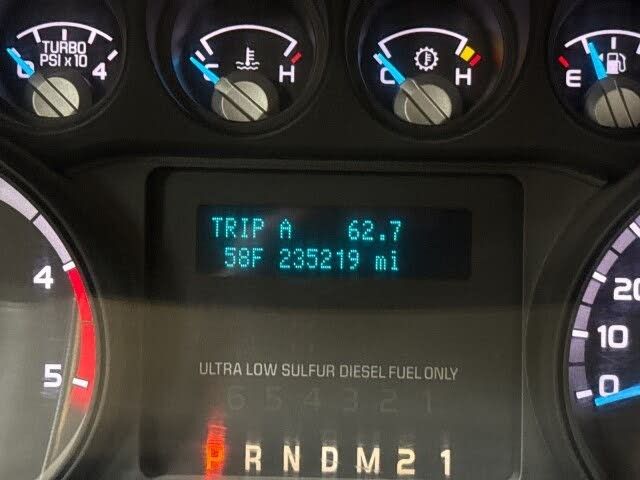 TURBO
PSI x 10
0 4
C H
C H
E
TRIP A 62.7
58F 235219 mi
4
5
20
10
0
ULTRA LOW SULFUR DIESEL FUEL ONLY
6 5 4 3 2 1
P R N D M 2 1